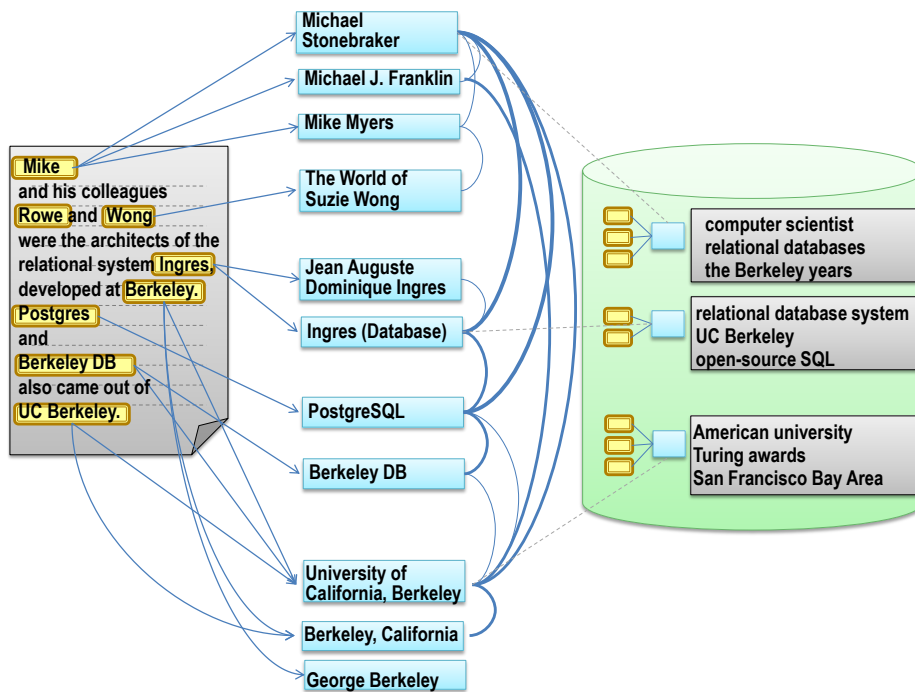 Mike
and his colleagues
Rowe and Wong
were the architects of the
relational system Ingres,
developed at Berkeley.
Postgres
and
Berkeley DB
also came out of
UC Berkeley.
Michael
Stonebraker
Michael J. Franklin
Mike Myers
The World of
Suzie Wong
Jean Auguste
Dominique Ingres
Ingres (Database)
PostgreSQL
Berkeley DB
University of
California, Berkeley
Berkeley, California
George Berkeley
computer scientist
relational databases
the Berkeley years
relational database system
UC Berkeley
open-source SQL
American university
Turing awards
San Francisco Bay Area